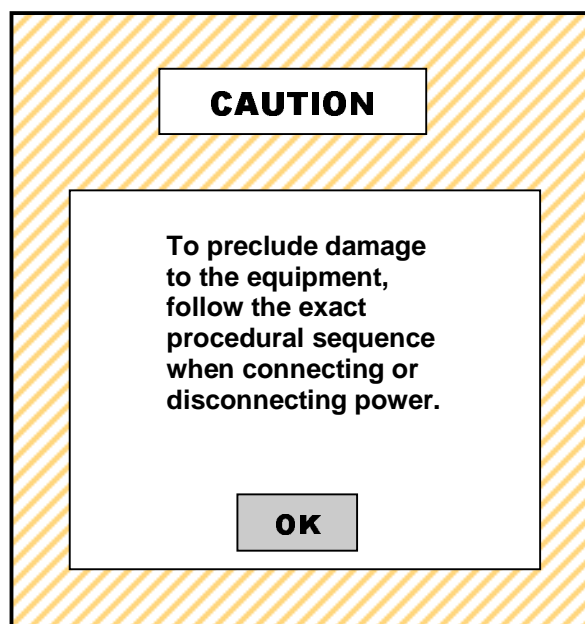 CAUTION
To preclude damage
to the equipment,
follow the exact
procedural sequence
when connecting or
disconnecting power.
OK